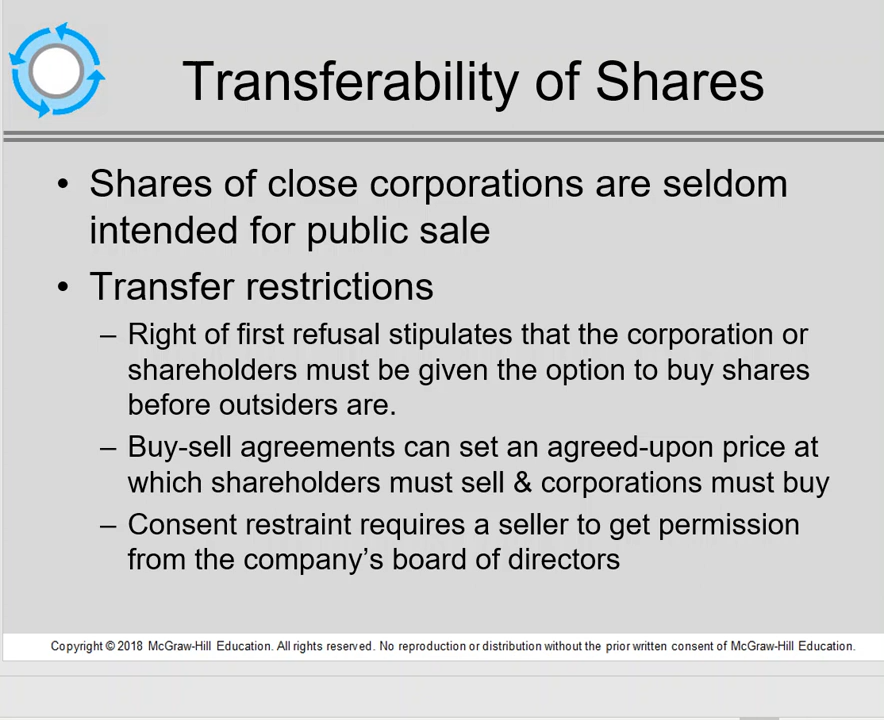 Transferability of Shares
• Shares of close corporations are seldom
intended for public sale
• Transfer restrictions
– Right of first refusal stipulates that the corporation or
shareholders must be given the option to buy shares
before outsiders are.
– Buy-sell agreements can set an agreed-upon price at
which shareholders must sell & corporations must buy
– Consent restraint requires a seller to get permission
from the company’s board of directors
Copyright © 2018 McGraw-Hill Education. All rights reserved. No reproduction or distribution without the prior written consent of McGraw-Hill Education.